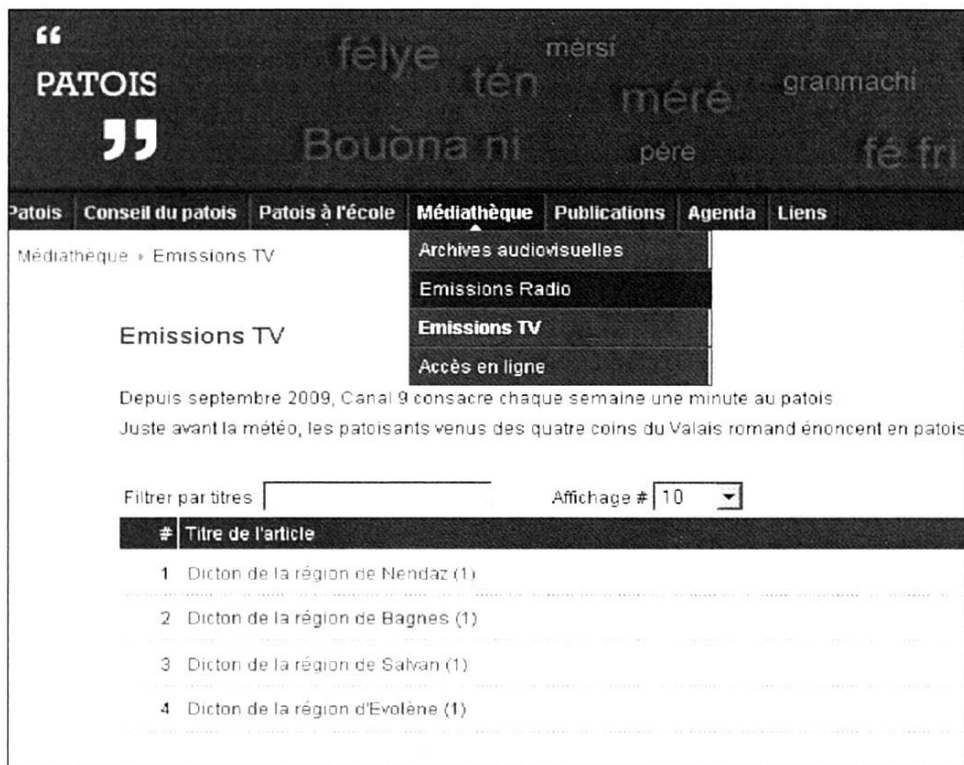 “
PATOIS
”
félye
tén
mèrsí
méré
granmachí
Bouòna ni
pére
fé fri
Patois Conseil du patois Patois à l'école Médiathèque Publications Agenda Liens
Médiathèque Emissions TV
Archives audiovisuelles
Emissions Radio
Emissions TV
Accès en ligne
Emissions TV
Depuis septembre 2009, Canal 9 consacre chaque semaine une minute au patois
Juste avant la météo, les patoisants venus des quatre coins du Valais romand énoncent en patois
Filtrer par titres Affichage # 10
# Titre de l'article
1 Dicton de la région de Nendaz (1)
2 Dicton de la région de Bagnes (1)
3 Dicton de la région de Salvan (1)
4 Dicton de la région d'Evolène (1)